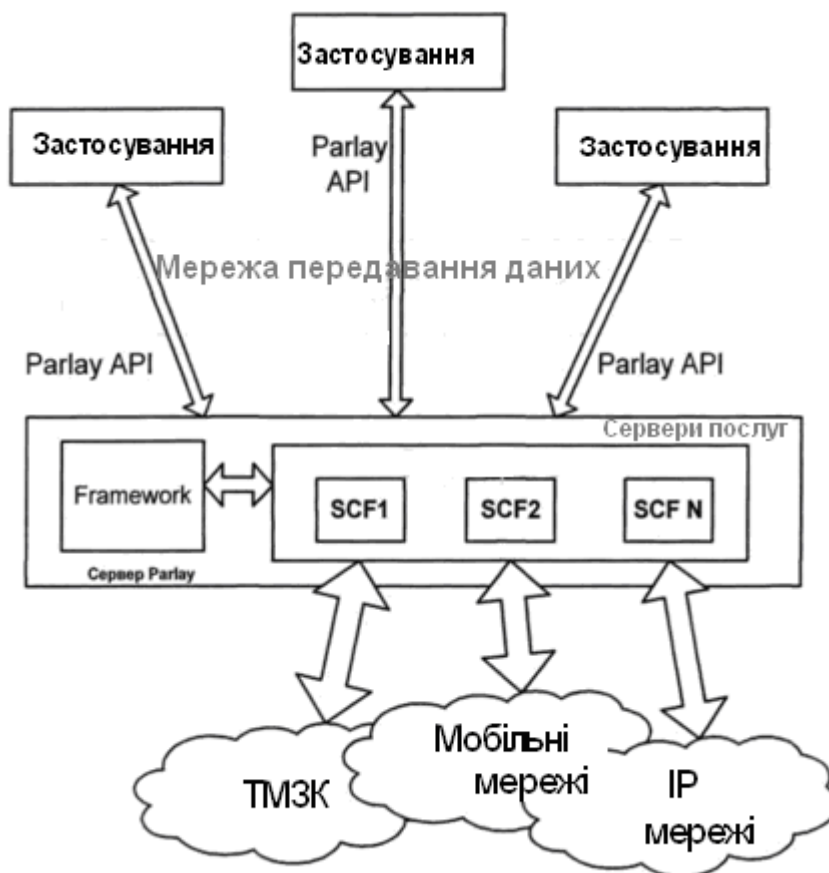 Застосування
Застосування
Застосування
Parlay
API
Мережа передавання даних
Parlay API
Parlay API
Сервери послуг
Framework
SCF1
SCF2
SCF N
Сервер Parlay
ТМЗК
Мобільні
мережі
IP
мережі